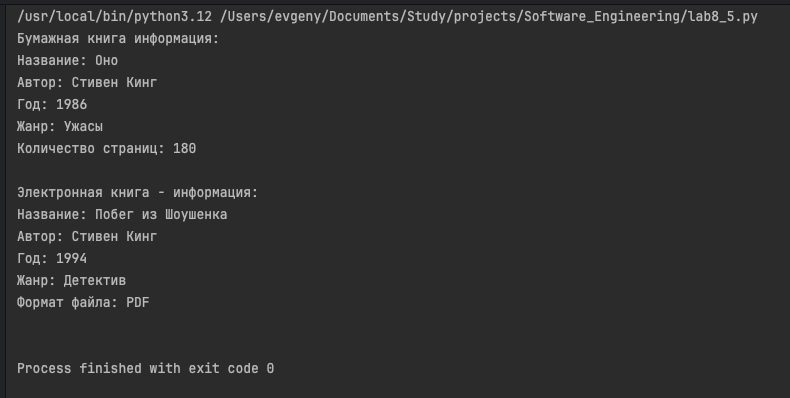 /usr/local/bin/python3.12 /Users/evgeny/Documents/Study/projects/Software_Engineering/lab8_5.py
Бумажная книга информация:
Название: Оно
Автор: Стивен Кинг
Год: 1986
Жанр: Ужасы
Количество страниц: 180
Электронная книга - информация:
Название: Побег из Шоушенка
Автор: Стивен Кинг
Год: 1994
Жанр: Детектив
Формат файла: PDF
Process finished with exit code 0